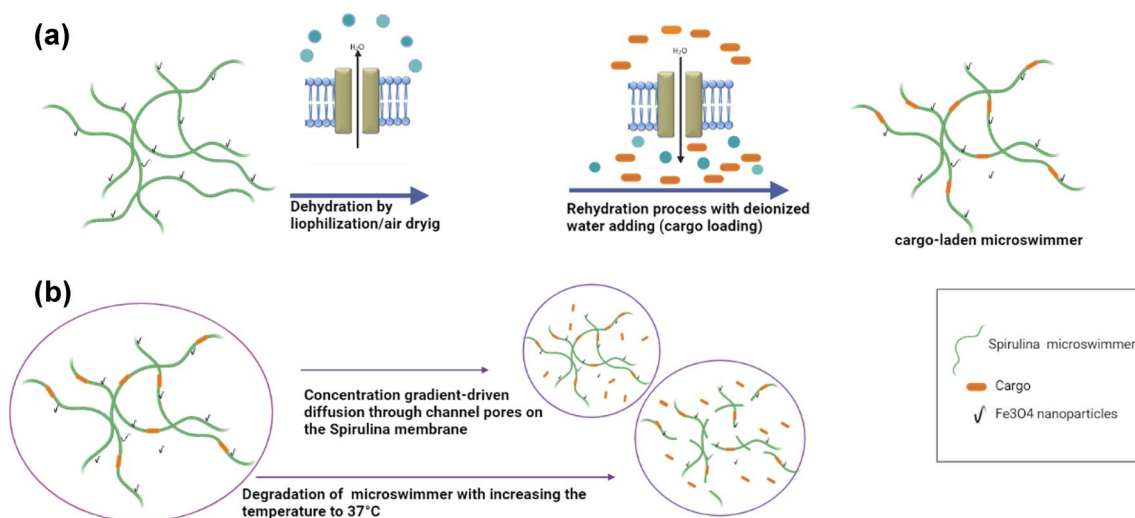 (a)
H₂O
Dehydration by
liophilization/air dryig
H₂O
Rehydration process with deionized
water adding (cargo loading)
cargo-laden microswimmer
(b)
Concentration gradient-driven
diffusion through channel pores on
the Spirulina membrane
Degradation of microswimmer with increasing the
temperature to 37°C
Spirulina microswimmer
Cargo
Fe3O4 nanoparticles